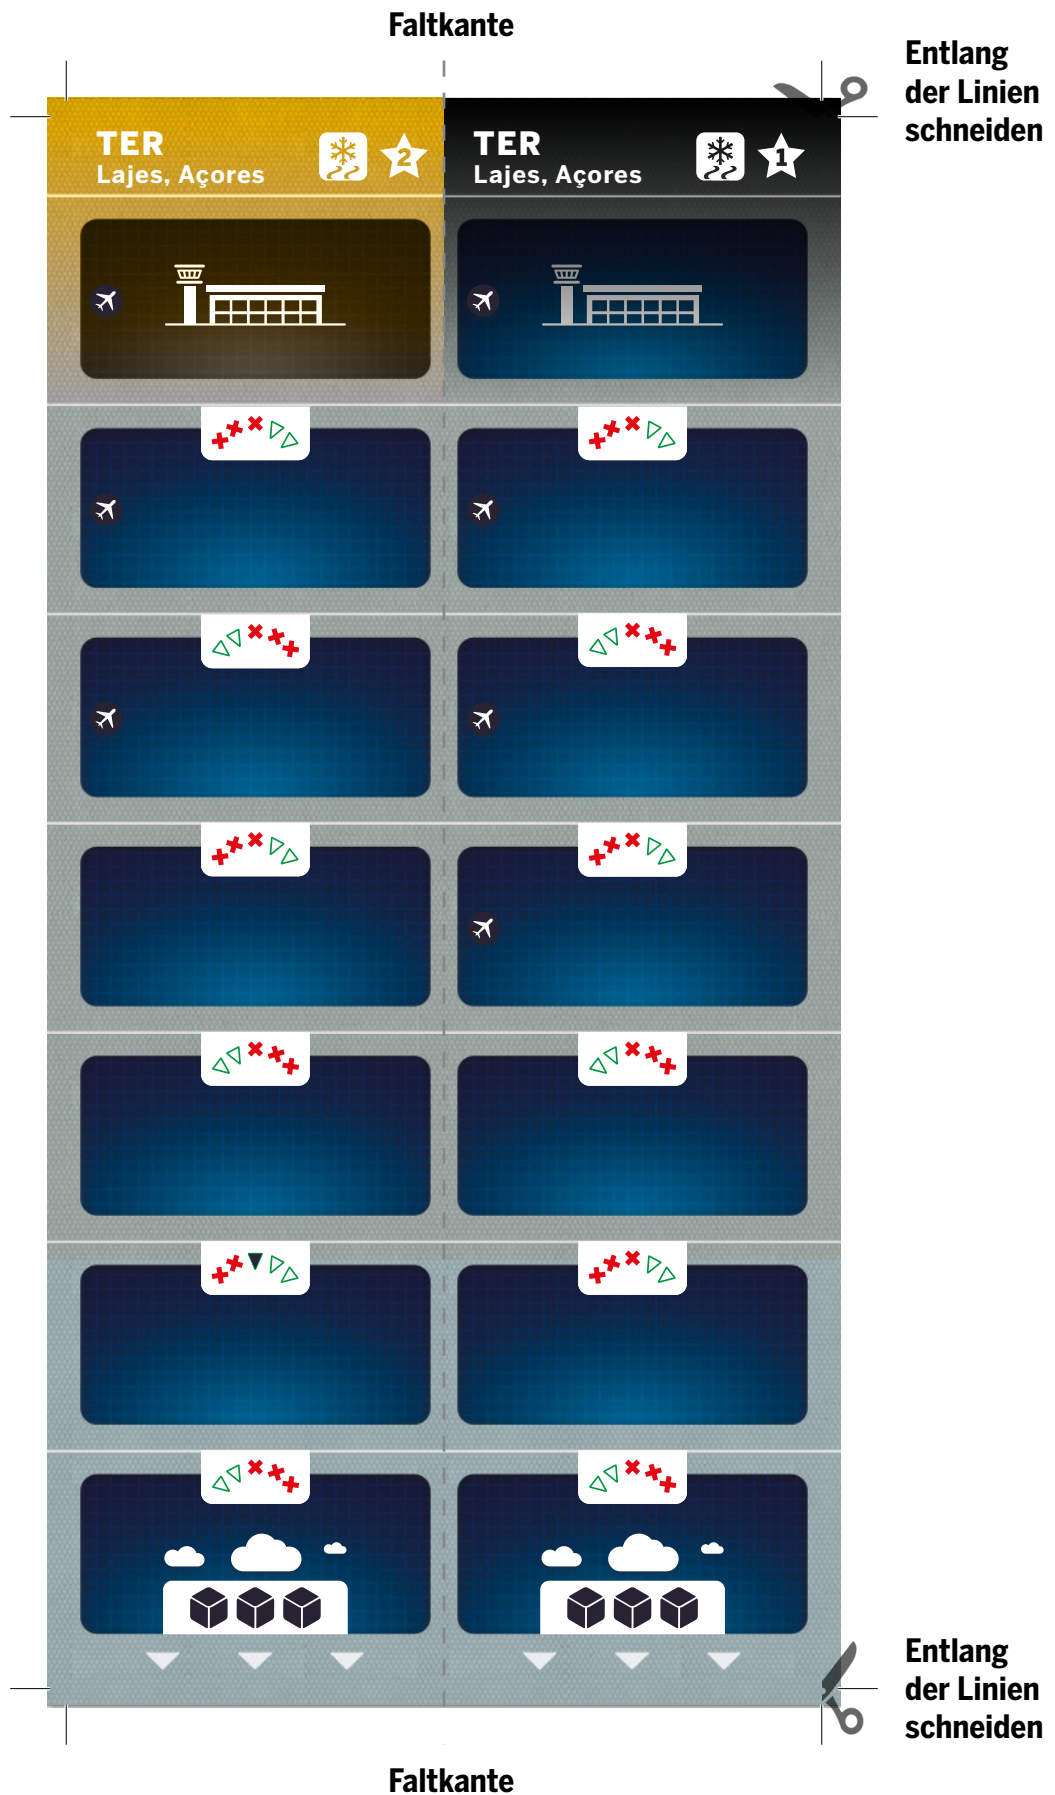 Faltkante
Entlang
der Linien
schneiden
TER
Lajes, Açores
2
TER
Lajes, Açores
1
Entlang
der Linien
schneiden
Faltkante